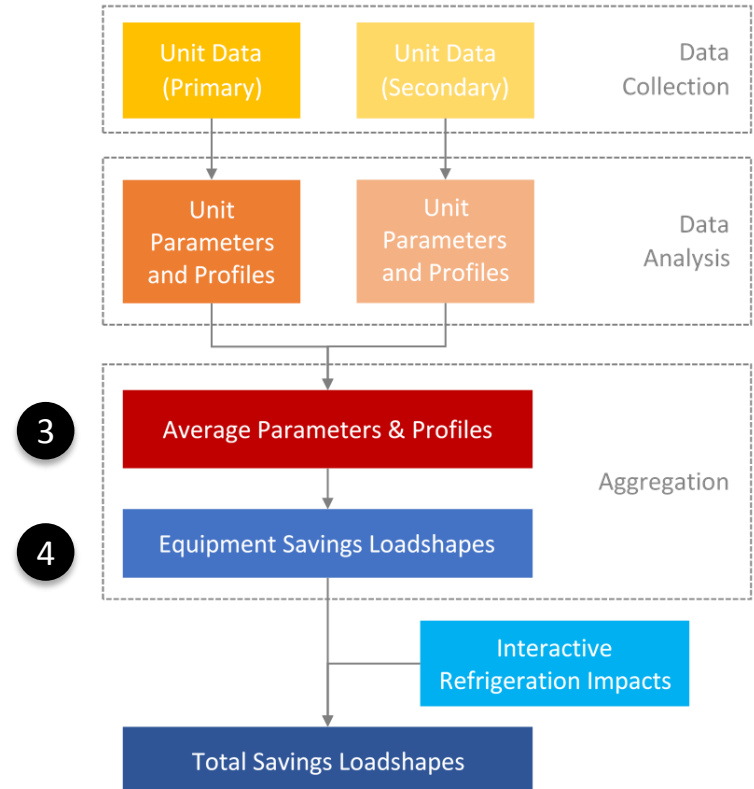 Unit Data
(Primary)
Unit Data
(Secondary)
Data
Collection
Unit
Parameters
and Profiles
Unit
Parameters
and Profiles
Data
Analysis
3
Average Parameters & Profiles
Aggregation
4
Equipment Savings Loadshapes
Interactive
Refrigeration Impacts
Total Savings Loadshapes